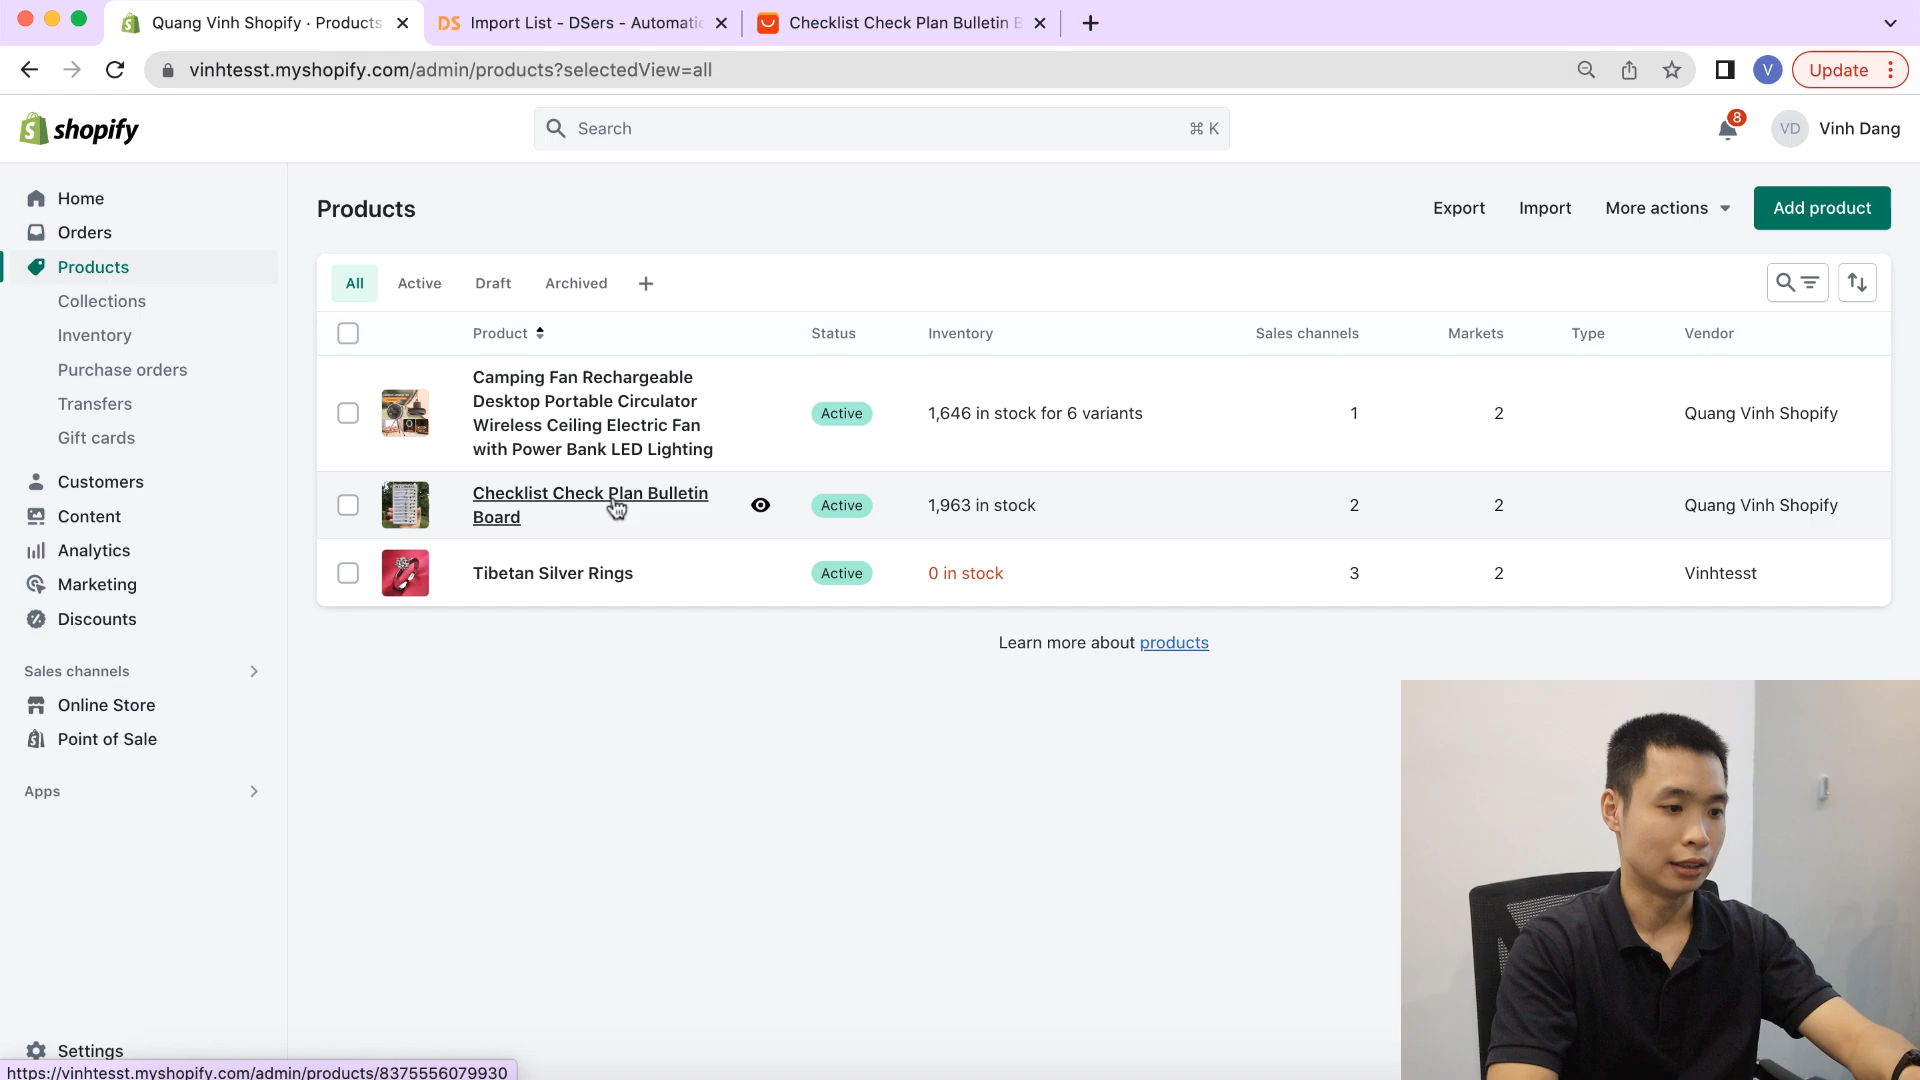 Quang Vinh Shopify · Products
DS Import List - DSers - Automatic
Checklist Check Plan Bulletin B
vinhtesst.myshopify.com/admin/products?selectedView=all
V
Update
shopify
Search
⌘ K
8
VD
Vinh Dang
Home
Orders
Products
Collections
Inventory
Purchase orders
Transfers
Gift cards
Customers
Content
Analytics
Marketing
Discounts
Sales channels
Online Store
Point of Sale
Apps
Settings
https://vinhtesst.myshopify.com/admin/products/8375556079930
Products
Export Import More actions Add product
All Active Draft Archived
Product Status Inventory Sales channels Markets Type Vendor
Camping Fan Rechargeable
Desktop Portable Circulator
Wireless Ceiling Electric Fan
with Power Bank LED Lighting
Active 1,646 in stock for 6 variants 1 2 Quang Vinh Shopify
Checklist Check Plan Bulletin
Board
Active 1,963 in stock 2 2 Quang Vinh Shopify
Tibetan Silver Rings Active 0 in stock 3 2 Vinhtesst
Learn more about products